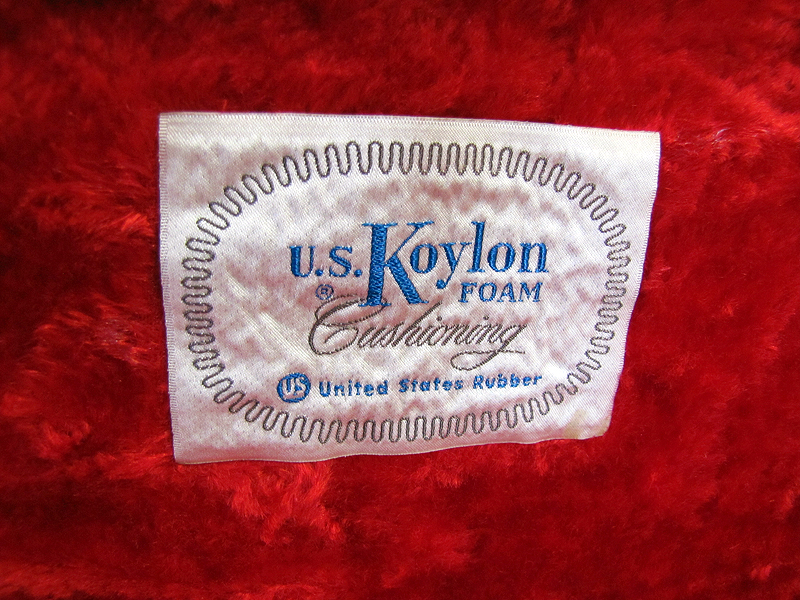 U.S. Koylon
® FOAM
Cushioning
US United States Rubber